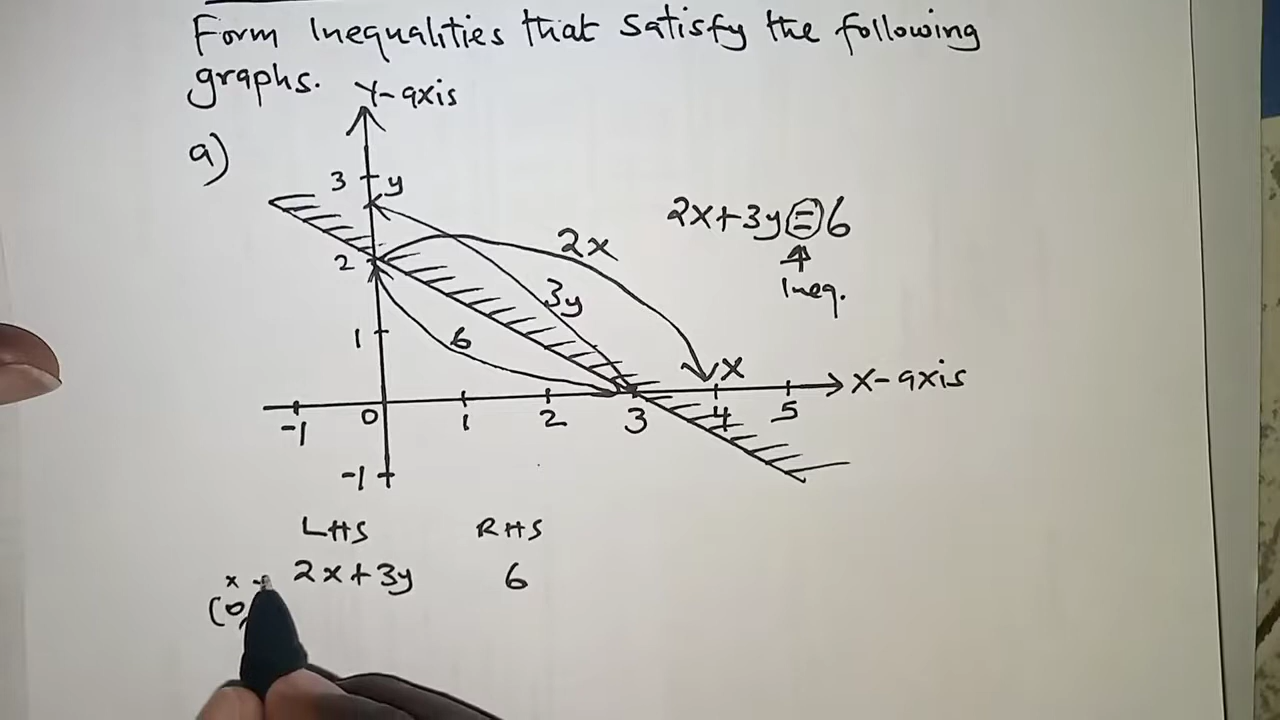 Form Inequalities that satisfy the following
graphs.
Y-axis
a)
3 y
2x+3y=6
2x
2
Ineq.
3y
1
6
x
X-axis
-1 0 1 2 3 4 5
-1
LHS RHS
x
2x+3y 6
(0,